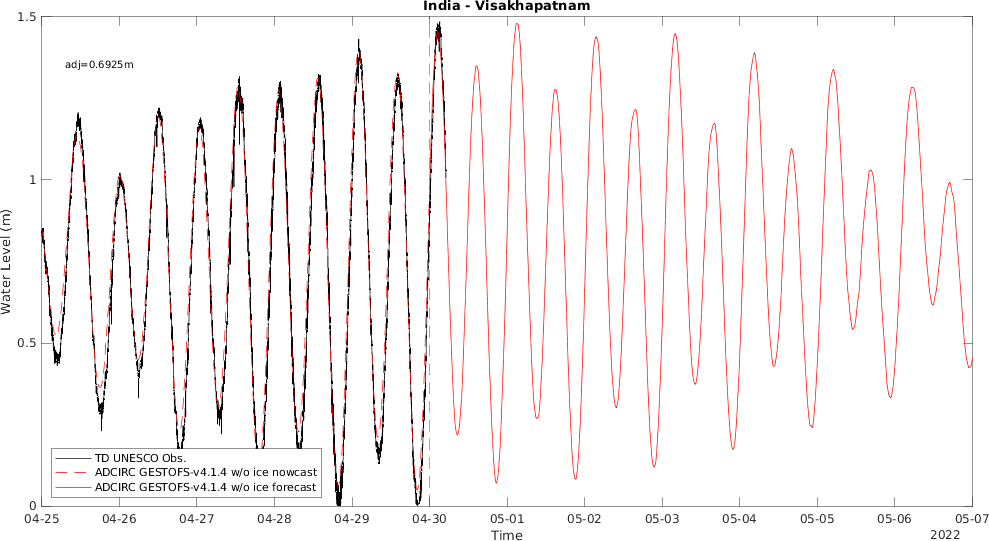 India - Visakhapatnam
adj=0.6925m
1.5
1
0.5
0
Water Level (m)
TD UNESCO Obs.
ADCIRC GESTOFS-v4.1.4 w/o ice nowcast
ADCIRC GESTOFS-v4.1.4 w/o ice forecast
04-25 04-26 04-27 04-28 04-29 04-30 05-01 05-02 05-03 05-04 05-05 05-06 05-07
Time
2022